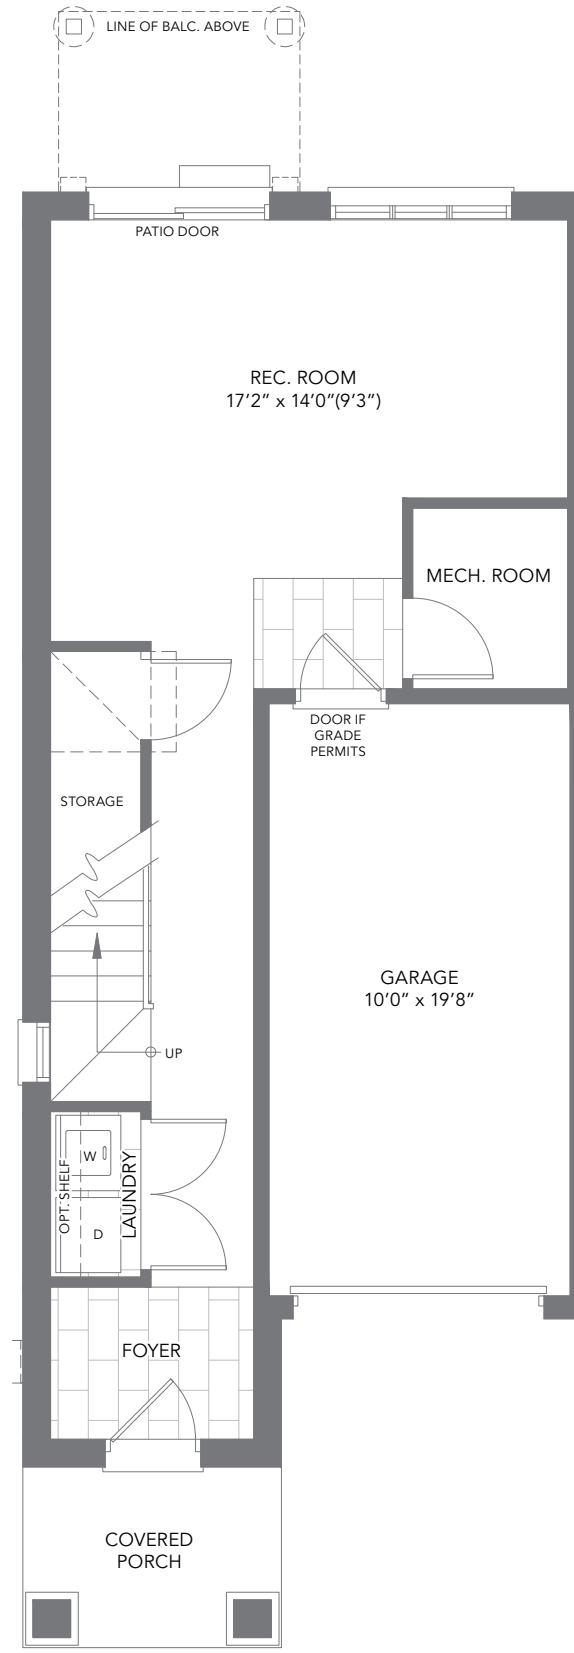 LINE OF BALC. ABOVE
PATIO DOOR
REC. ROOM
17'2" x 14'0"(9'3")
MECH. ROOM
DOOR IF
GRADE
PERMITS
STORAGE
GARAGE
10'0" x 19'8"
UP
W
OPT. SHELF
LAUNDRY
D
FOYER
COVERED
PORCH